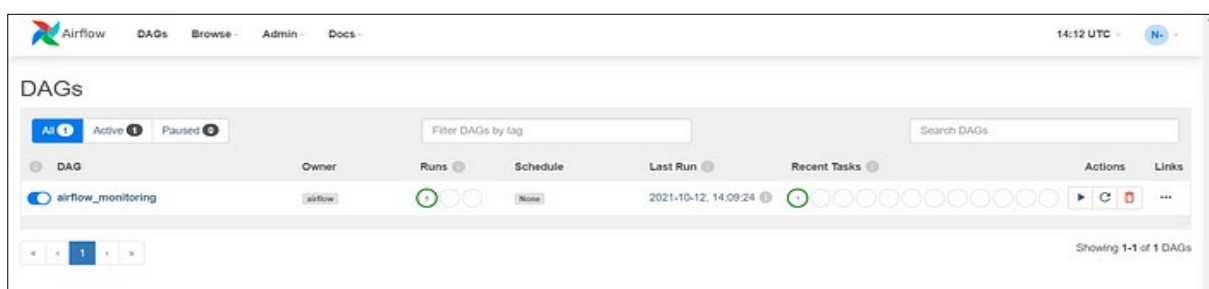 Airflow DAGs Browse Admin Docs 14:12 UTC N-
DAGs
All 1 Active 1 Paused 0 Filter DAGs by tag Search DAGs
DAG Owner Runs Schedule Last Run Recent Tasks Actions Links
airflow_monitoring airflow None 2021-10-12, 14:09:24 ...
« ‹ 1 › » Showing 1-1 of 1 DAGs